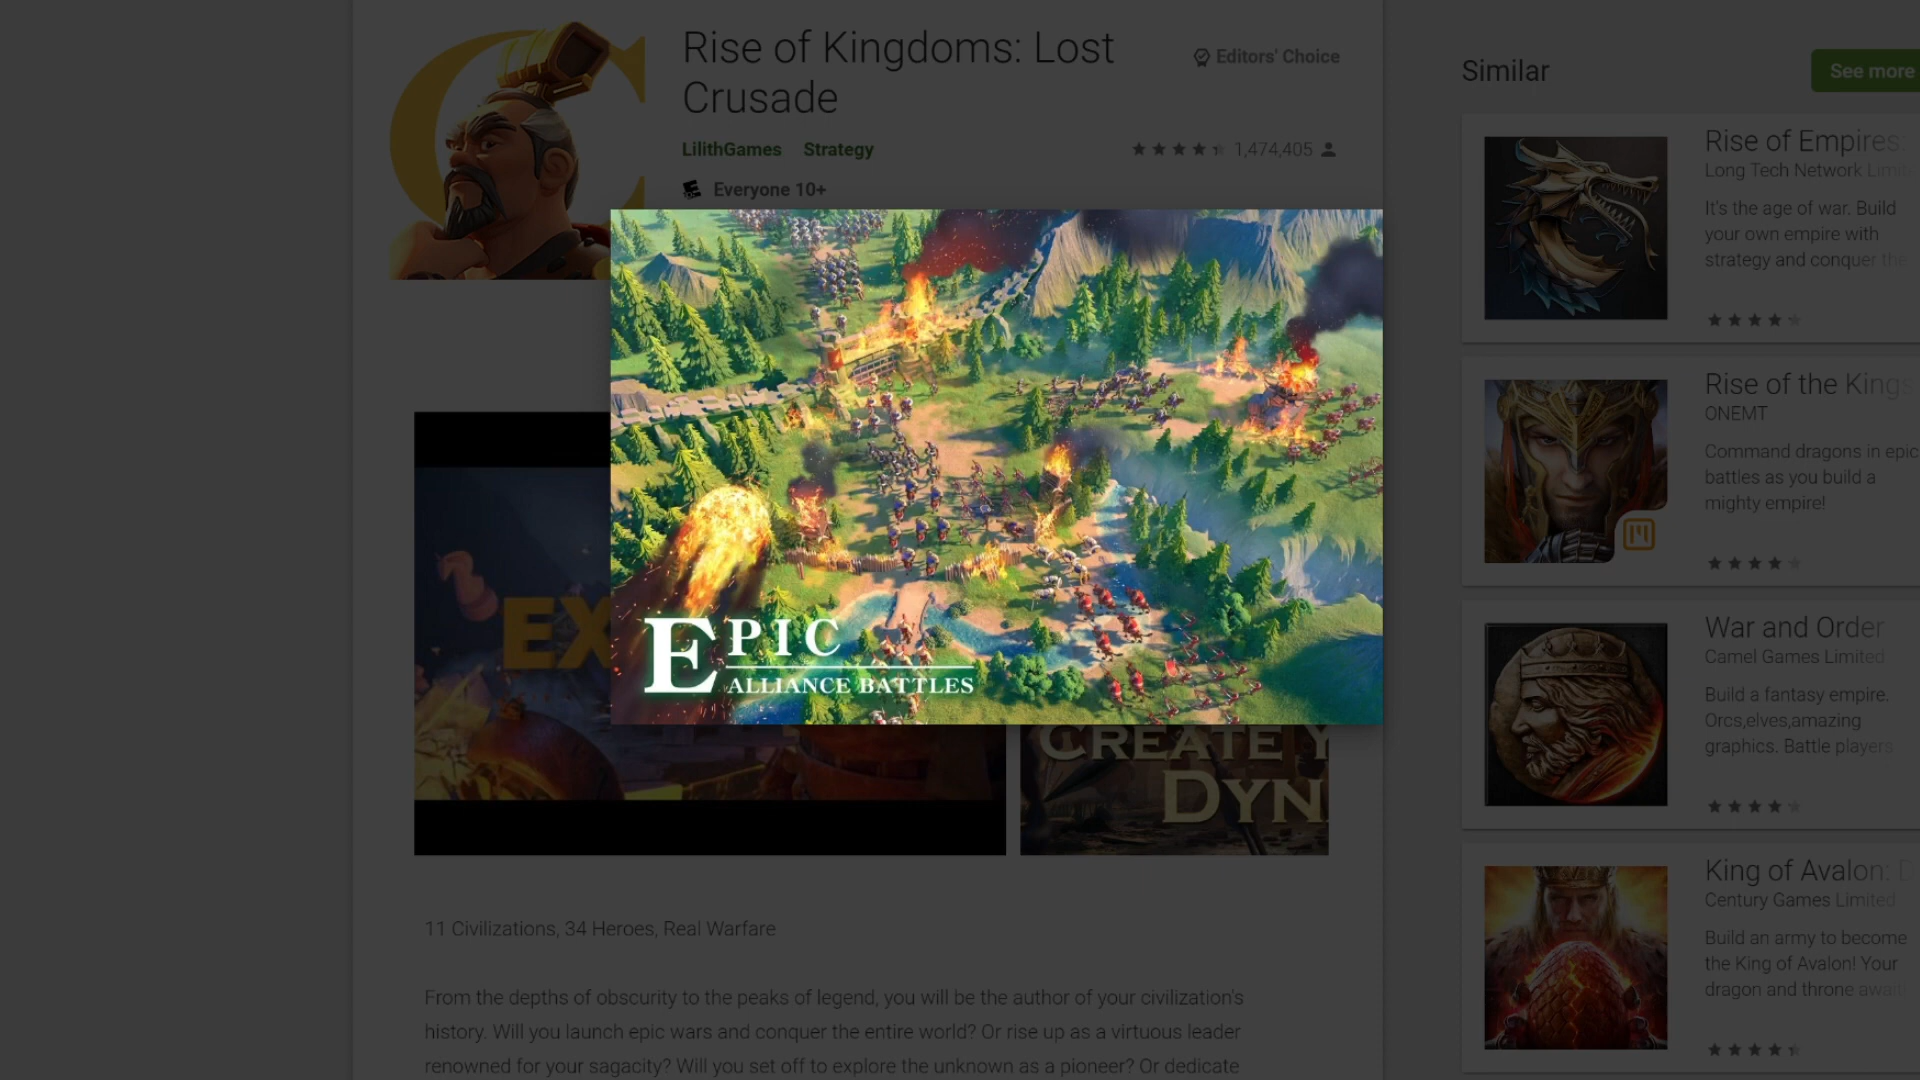 Rise of Kingdoms: Lost
Crusade
Editors' Choice
LilithGames Strategy
1,474,405
Everyone 10+
EPIC
ALLIANCE BATTLES
EX
CREATE Y
DYN
11 Civilizations, 34 Heroes, Real Warfare
From the depths of obscurity to the peaks of legend, you will be the author of your civilization's
history. Will you launch epic wars and conquer the entire world? Or rise up as a virtuous leader
renowned for your sagacity? Will you set off to explore the unknown as a pioneer? Or dedicate
Similar
See more
Rise of Empires:
Long Tech Network Limit
It's the age of war. Build
your own empire with
strategy and conquer the
Rise of the Kings
ONEMT
Command dragons in epic
battles as you build a
mighty empire!
War and Order
Camel Games Limited
Build a fantasy empire.
Orcs,elves,amazing
graphics. Battle players
King of Avalon: D
Century Games Limited
Build an army to become
the King of Avalon! Your
dragon and throne await